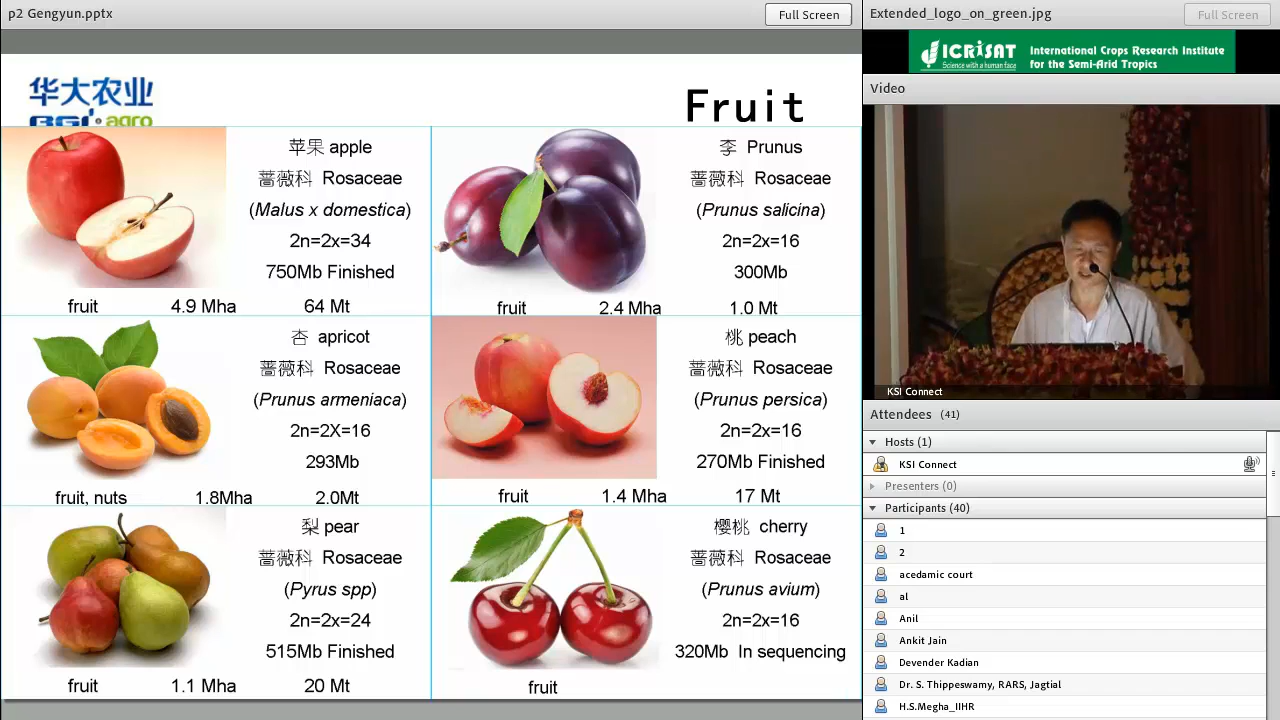 p2 Gengyun.pptx
Full Screen
华大农业
BGI agro
Fruit
苹果 apple
蔷薇科 Rosaceae
(Malus x domestica)
2n=2x=34
750Mb Finished
fruit 4.9 Mha 64 Mt
李 Prunus
蔷薇科 Rosaceae
(Prunus salicina)
2n=2x=16
300Mb
fruit 2.4 Mha 1.0 Mt
杏 apricot
蔷薇科 Rosaceae
(Prunus armeniaca)
2n=2X=16
293Mb
fruit, nuts 1.8Mha 2.0Mt
桃 peach
蔷薇科 Rosaceae
(Prunus persica)
2n=2x=16
270Mb Finished
fruit 1.4 Mha 17 Mt
梨 pear
蔷薇科 Rosaceae
(Pyrus spp)
2n=2x=24
515Mb Finished
fruit 1.1 Mha 20 Mt
樱桃 cherry
蔷薇科 Rosaceae
(Prunus avium)
2n=2x=16
320Mb In sequencing
fruit
Extended_logo_on_green.jpg
Full Screen
ICRISAT
Science with a human face
International Crops Research Institute
for the Semi-Arid Tropics
Video
KSI Connect
Attendees (41)
Hosts (1)
KSI Connect
Presenters (0)
Participants (40)
1
2
acedamic court
al
Anil
Ankit Jain
Devender Kadian
Dr. S. Thippeswamy, RARS, Jagtial
H.S.Megha_IIHR